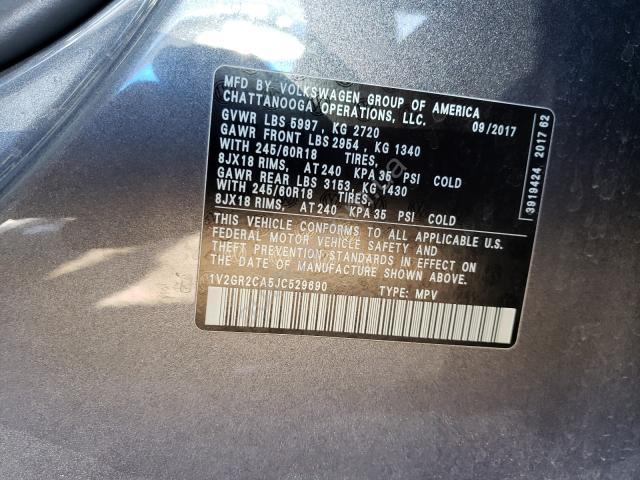 MFD BY VOLKSWAGEN GROUP OF AMERICA
CHATTANOOGA OPERATIONS, LLC. 09/2017
GVWR LBS 5997, KG 2720
GAWR FRONT LBS 2954, KG 1340
WITH 245/60R18 TIRES,
8JX18 RIMS, AT 240 KPA 35 PSI COLD
GAWR REAR LBS 3153, KG 1430
WITH 245/60R18 TIRES,
8JX18 RIMS, AT 240 KPA 35 PSI COLD
THIS VEHICLE CONFORMS TO ALL APPLICABLE U.S.
FEDERAL MOTOR VEHICLE SAFETY AND
THEFT PREVENTION STANDARDS IN EFFECT ON
THE DATE OF MANUFACTURE SHOWN ABOVE.
1V2GR2CA5JC529690 TYPE: MPV
3919424 2017 62